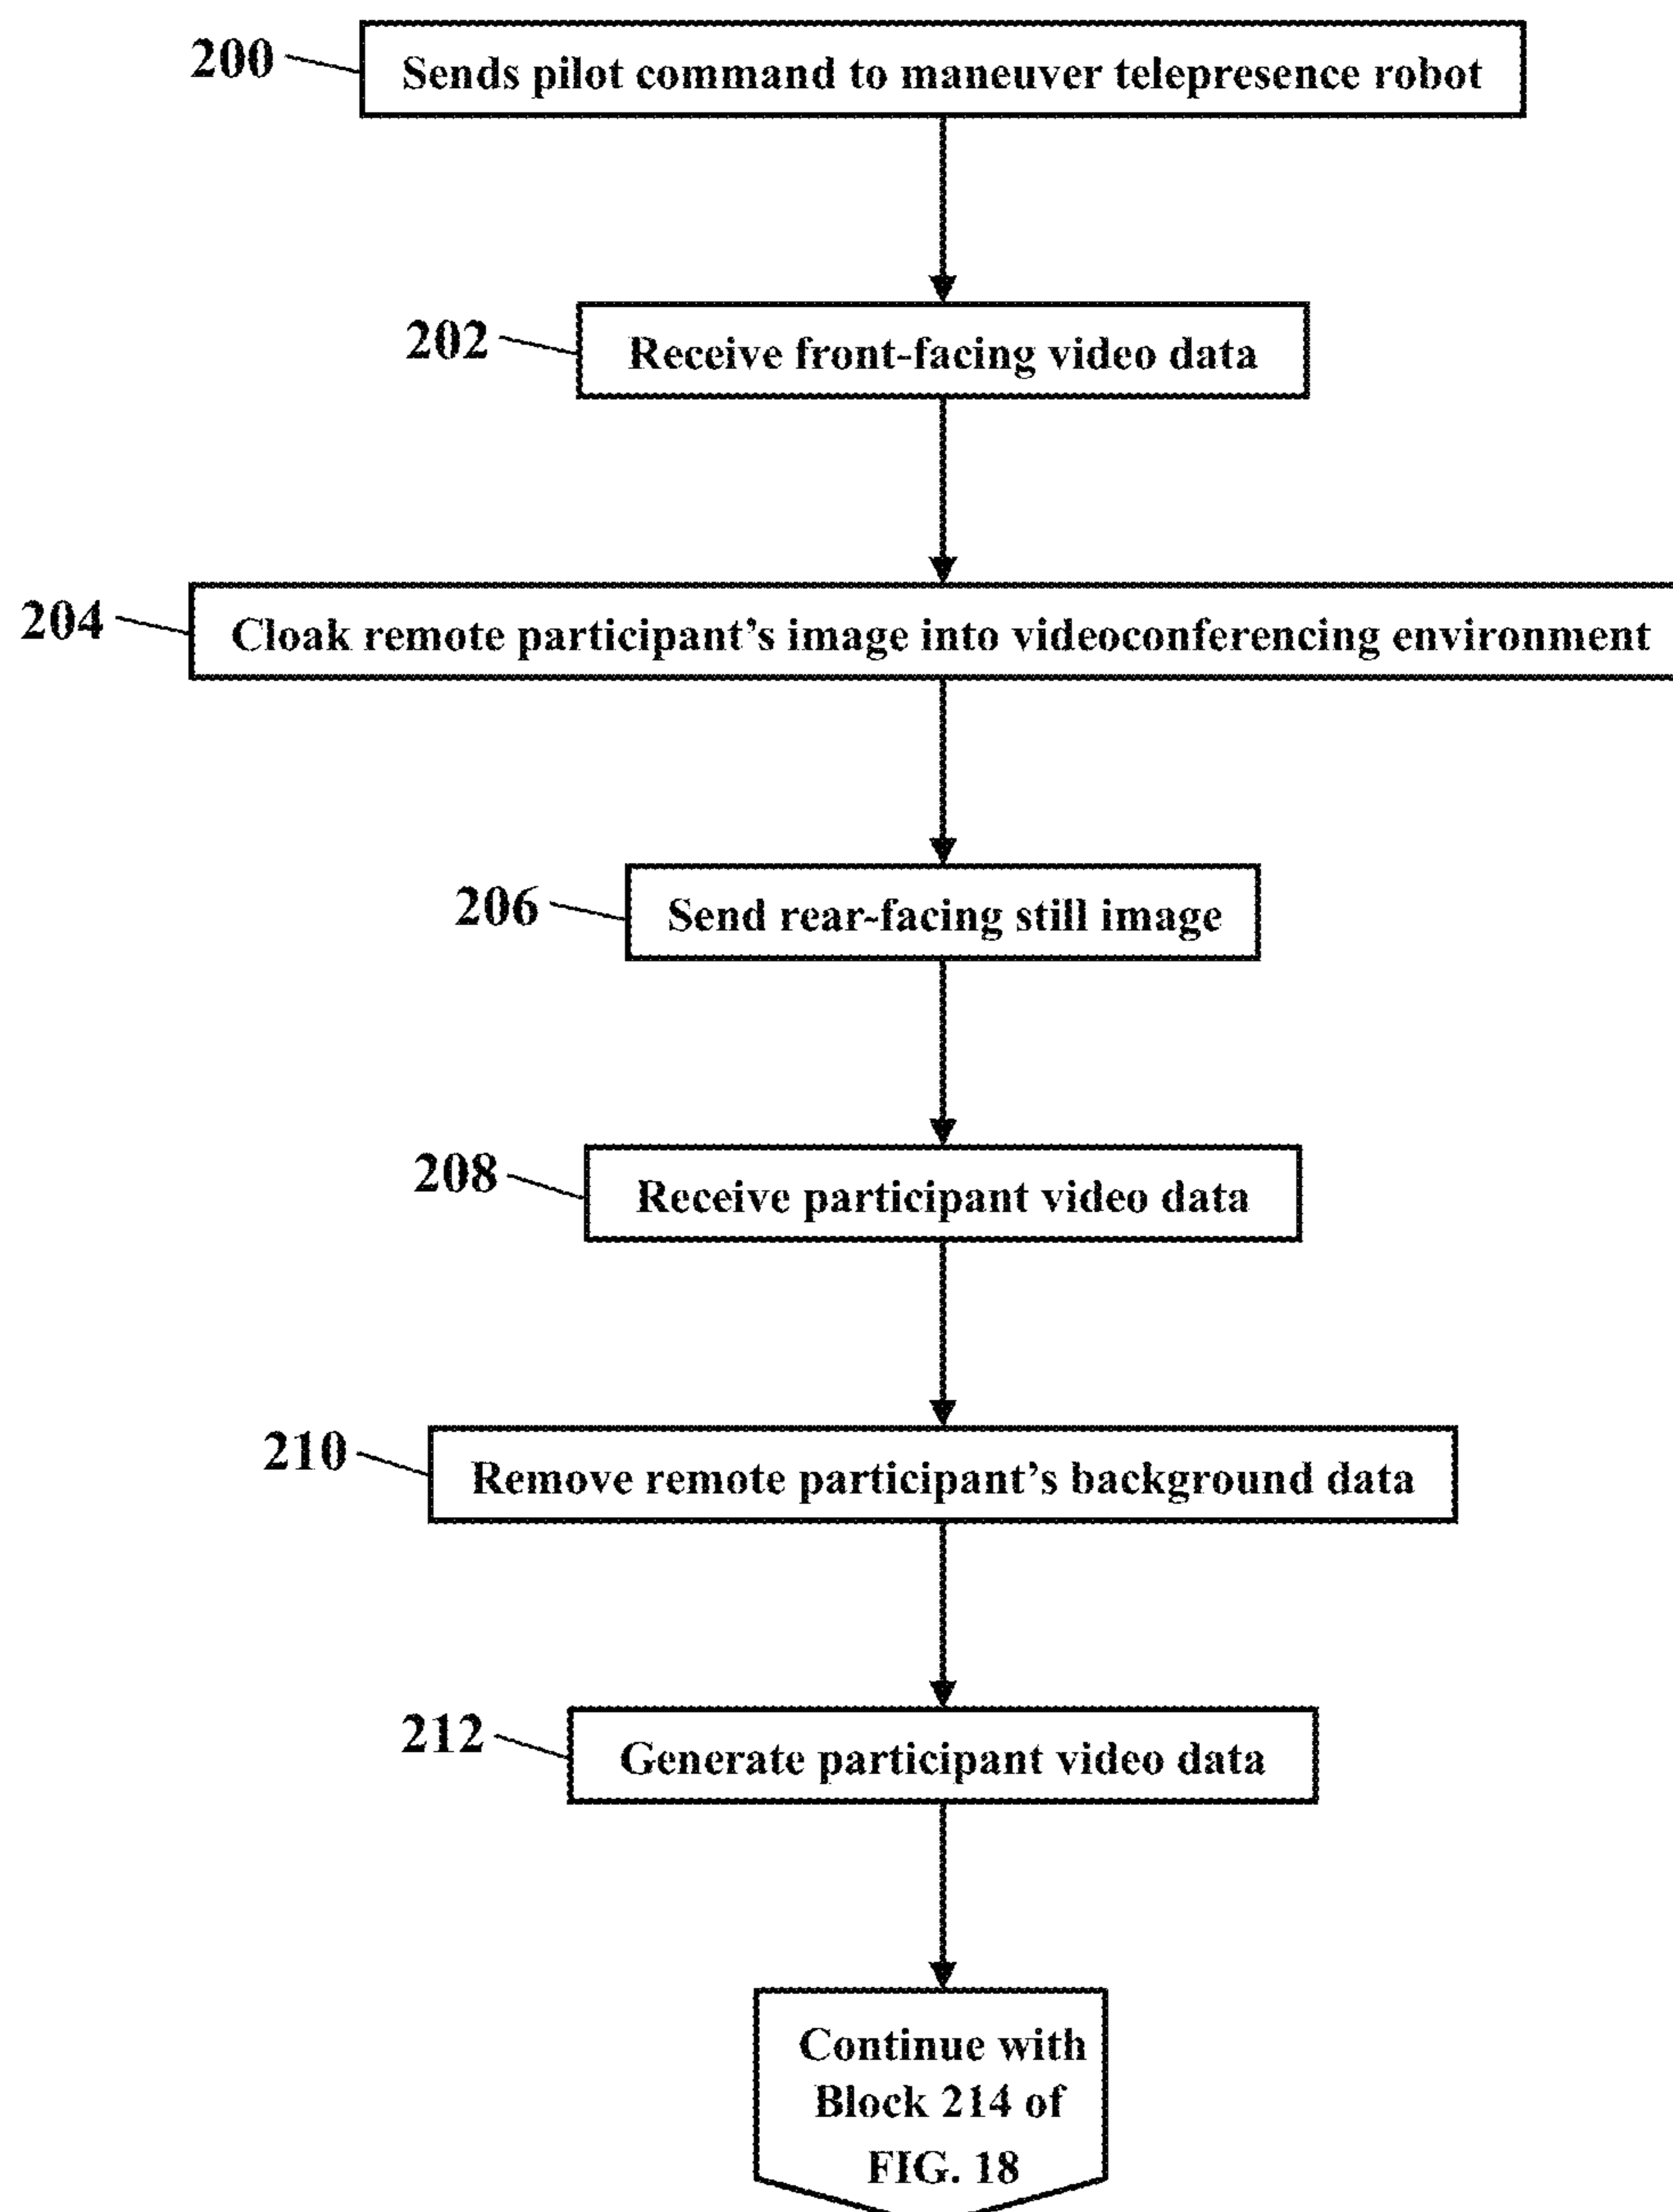 200
Sends pilot command to maneuver telepresence robot
202
Receive front-facing video data
204
Cloak remote participant's image into videoconferencing environment
206
Send rear-facing still image
208
Receive participant video data
210
Remove remote participant's background data
212
Generate participant video data
Continue with
Block 214 of
FIG. 18